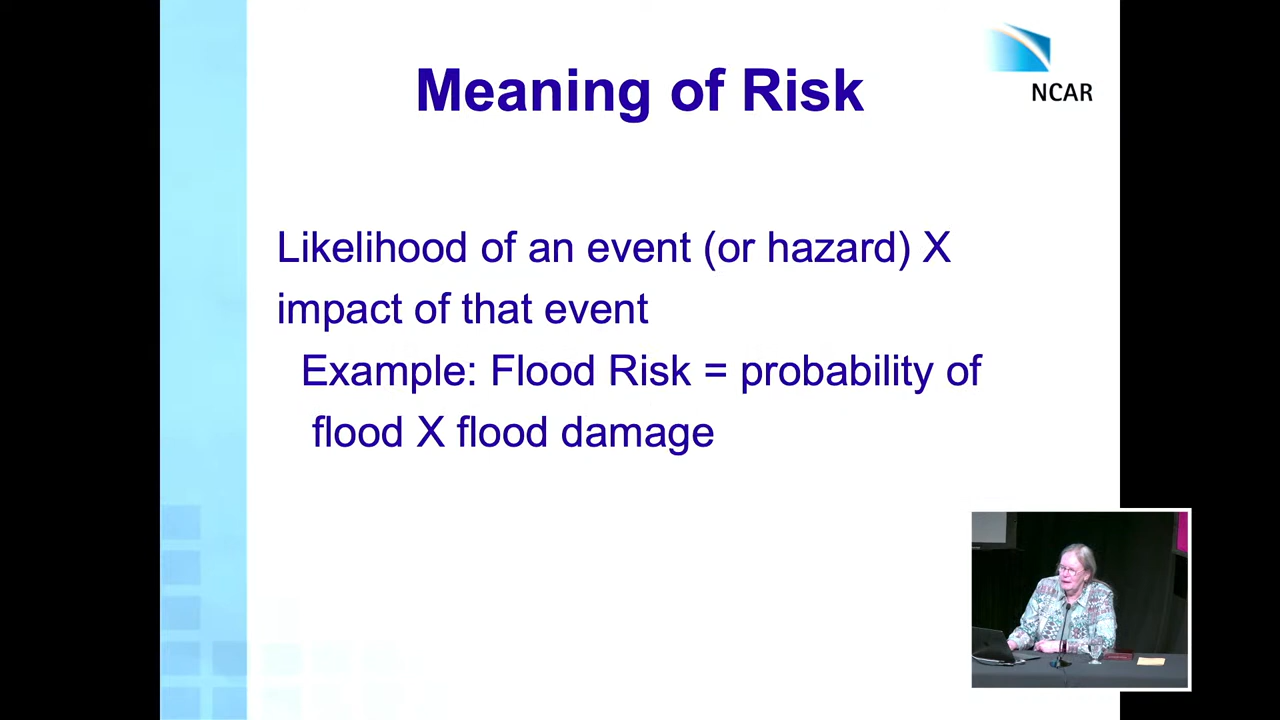 Meaning of Risk
NCAR
Likelihood of an event (or hazard) X
impact of that event
Example: Flood Risk = probability of
flood X flood damage